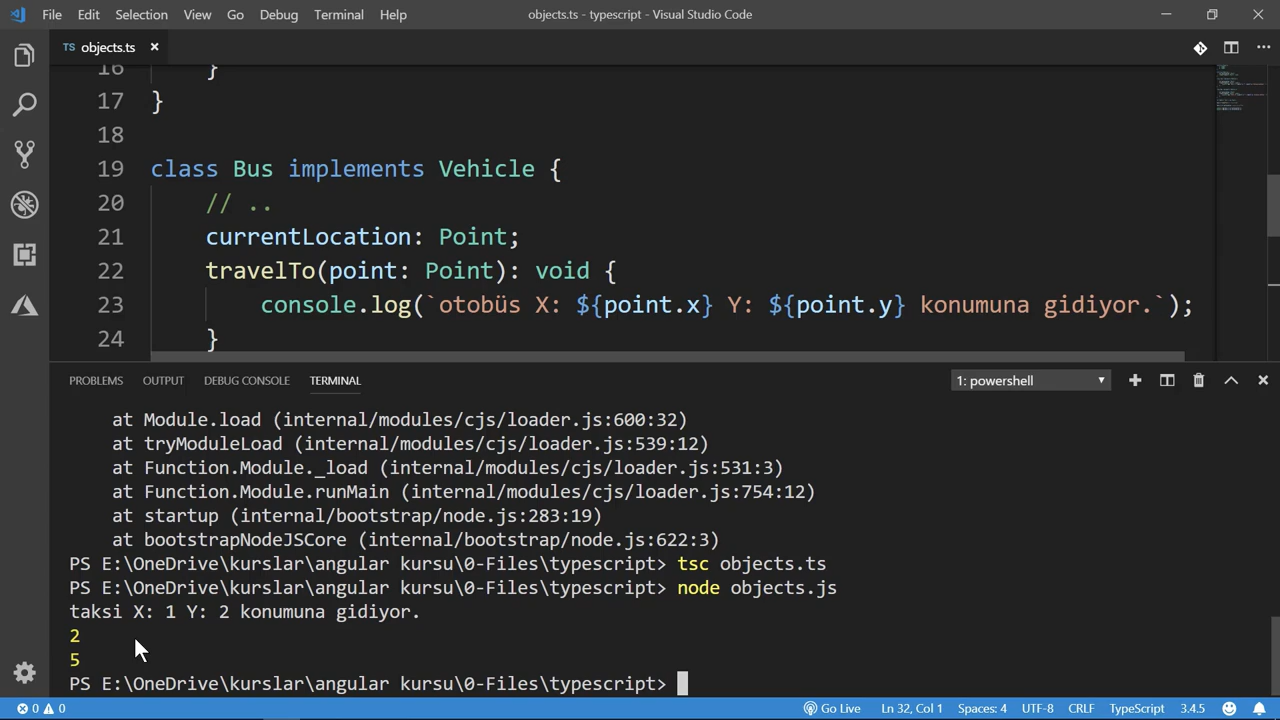 File Edit Selection View Go Debug Terminal Help objects.ts - typescript - Visual Studio Code
TS objects.ts
16 }
17 }
18
19 class Bus implements Vehicle {
20 // ..
21 currentLocation: Point;
22 travelTo(point: Point): void {
23 console.log(`otobüs X: ${point.x} Y: ${point.y} konumuna gidiyor.`);
24 }
PROBLEMS OUTPUT DEBUG CONSOLE TERMINAL 1: powershell
at Module.load (internal/modules/cjs/loader.js:600:32)
at tryModuleLoad (internal/modules/cjs/loader.js:539:12)
at Function.Module._load (internal/modules/cjs/loader.js:531:3)
at Function.Module.runMain (internal/modules/cjs/loader.js:754:12)
at startup (internal/bootstrap/node.js:283:19)
at bootstrapNodeJSCore (internal/bootstrap/node.js:622:3)
PS E:\OneDrive\kurslar\angular kursu\0-Files\typescript> tsc objects.ts
PS E:\OneDrive\kurslar\angular kursu\0-Files\typescript> node objects.js
taksi X: 1 Y: 2 konumuna gidiyor.
2
5
PS E:\OneDrive\kurslar\angular kursu\0-Files\typescript>
0 0 Go Live Ln 32, Col 1 Spaces: 4 UTF-8 CRLF TypeScript 3.4.5